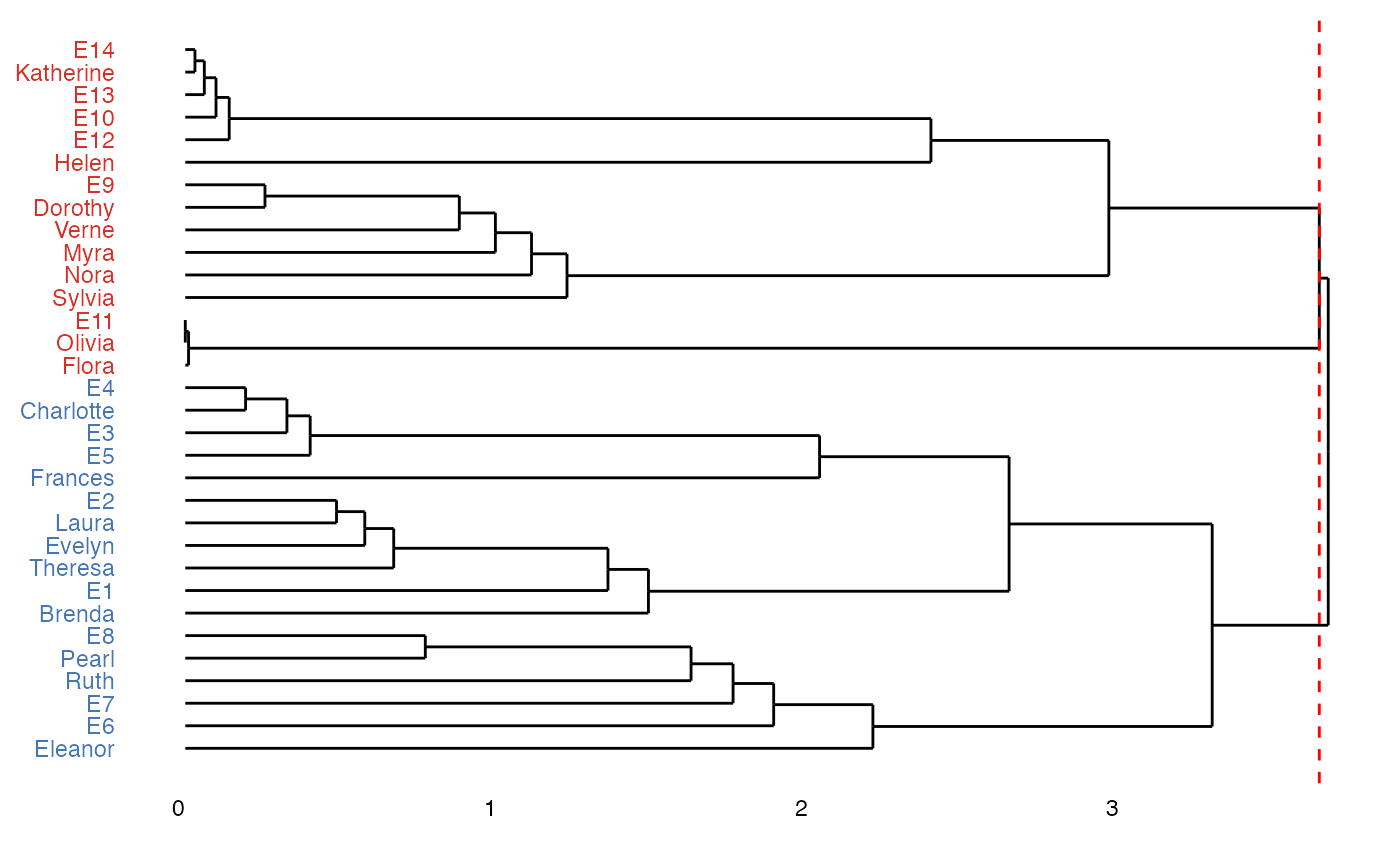 E14
Katherine
E13
E10
E12
Helen
E9
Dorothy
Verne
Myra
Nora
Sylvia
E11
Olivia
Flora
E4
Charlotte
E3
E5
Frances
E2
Laura
Evelyn
Theresa
E1
Brenda
E8
Pearl
Ruth
E7
E6
Eleanor
0 1 2 3